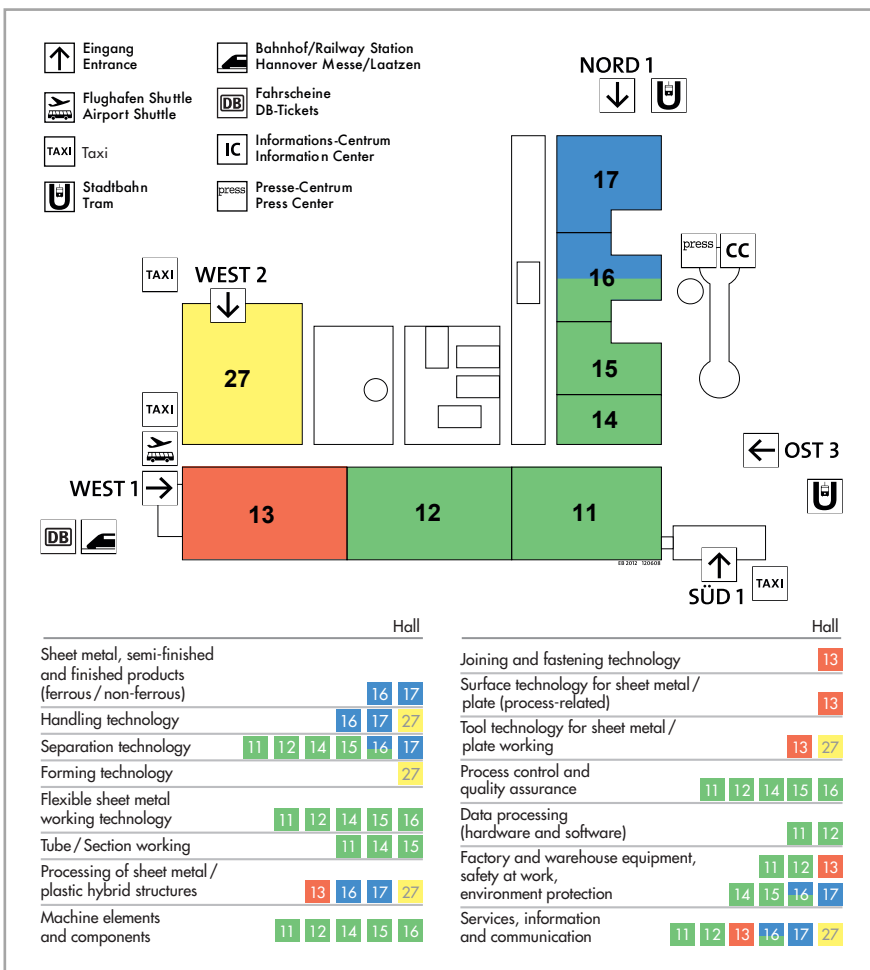 Eingang
Entrance
Bahnhof/Railway Station
Hannover Messe/Laatzen
Flughafen Shuttle
Airport Shuttle
DB
Fahrscheine
DB-Tickets
TAXI
Taxi
IC
Informations-Centrum
Information Center
Stadtbahn
Tram
press
Presse-Centrum
Press Center
NORD 1
17
press
CC
16
TAXI
WEST 2
27
15
TAXI
14
OST 3
WEST 1
13
12
11
DB
EB 2012 120608
SÜD 1
TAXI
Hall
Sheet metal, semi-finished
and finished products
(ferrous / non-ferrous) 16 17
Handling technology 16 17 27
Separation technology 11 12 14 15 16 17
Forming technology 27
Flexible sheet metal
working technology 11 12 14 15 16
Tube / Section working 11 14 15
Processing of sheet metal /
plastic hybrid structures 13 16 17 27
Machine elements
and components 11 12 14 15 16
Hall
Joining and fastening technology 13
Surface technology for sheet metal /
plate (process-related) 13
Tool technology for sheet metal /
plate working 13 27
Process control and
quality assurance 11 12 14 15 16
Data processing
(hardware and software) 11 12
Factory and warehouse equipment,
safety at work, 11 12 13
environment protection 14 15 16 17
Services, information
and communication 11 12 13 16 17 27